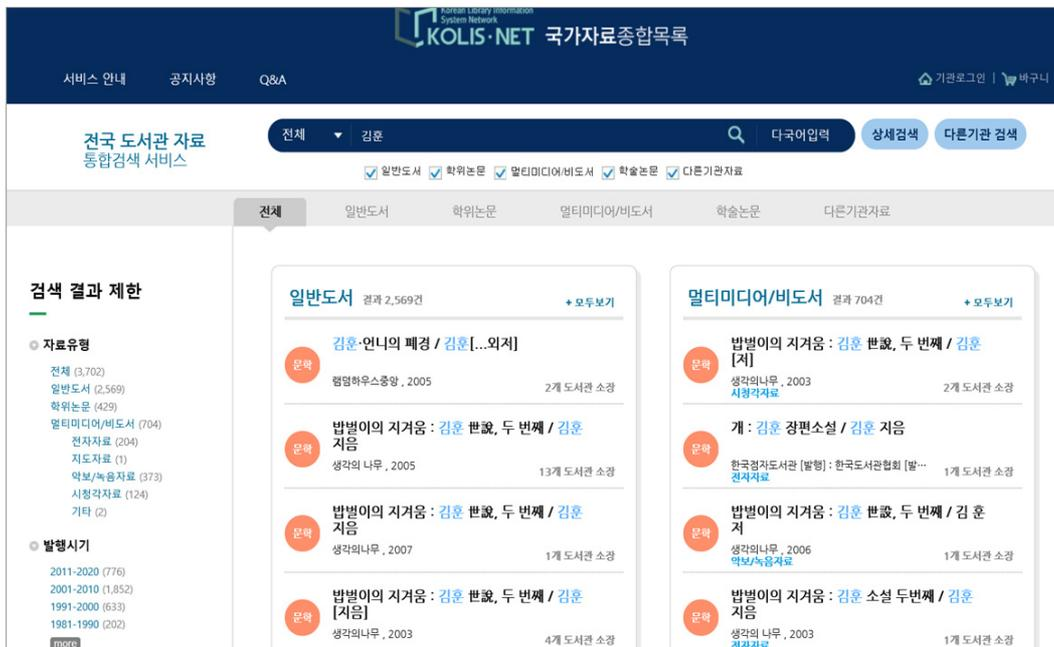 Korean Library Information
System Network
KOLIS·NET 국가자료종합목록
서비스 안내 공지사항 Q&A 기관로그인 | 바구니
전국 도서관 자료
통합검색 서비스
전체 김훈 다국어입력 상세검색 다른기관 검색
일반도서 학위논문 멀티미디어/비도서 학술논문 다른기관자료
전체 일반도서 학위논문 멀티미디어/비도서 학술논문 다른기관자료
검색 결과 제한
자료유형
전체 (3,702)
일반도서 (2,569)
학위논문 (429)
멀티미디어/비도서 (704)
전자자료 (204)
지도자료 (1)
악보/녹음자료 (373)
시청각자료 (124)
기타 (2)
발행시기
2011-2020 (776)
2001-2010 (1,852)
1991-2000 (633)
1981-1990 (202)
more
일반도서 결과 2,569건 + 모두보기
문학
김훈·언니의 폐경 / 김훈[...외저]
랜덤하우스중앙 , 2005 2개 도서관 소장
문학
밥벌이의 지겨움 : 김훈 世說, 두 번째 / 김훈
지음
생각의 나무 , 2005 13개 도서관 소장
문학
밥벌이의 지겨움 : 김훈 世說, 두 번째 / 김훈
지음
생각의나무 , 2007 1개 도서관 소장
문학
밥벌이의 지겨움 : 김훈 世說, 두 번째 / 김훈
[지음]
생각의나무 , 2003 4개 도서관 소장
멀티미디어/비도서 결과 704건 + 모두보기
문학
밥벌이의 지겨움 : 김훈 世說, 두 번째 / 김훈
[저]
생각의나무 , 2003 2개 도서관 소장
시청각자료
문학
개 : 김훈 장편소설 / 김훈 지음
한국점자도서관 [발행] : 한국도서관협회 [발··· 1개 도서관 소장
전자자료
문학
밥벌이의 지겨움 : 김훈 世設, 두 번째 / 김 훈
저
생각의나무 , 2006 1개 도서관 소장
악보/녹음자료
문학
밥벌이의 지겨움 : 김훈 소설 두번째 / 김훈
지음
생각의 나무 , 2003 1개 도서관 소장
전자자료